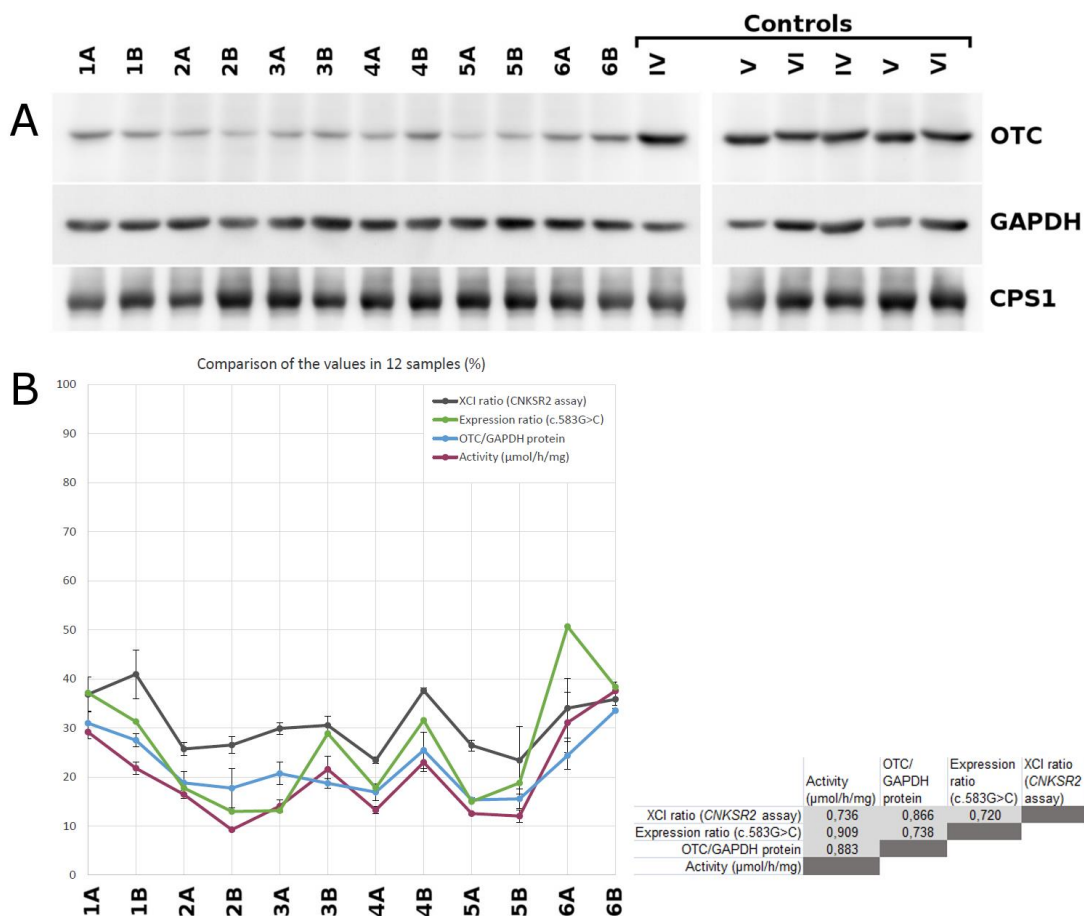 Controls
1A 1B 2A 2B 3A 3B 4A 4B 5A 5B 6A 6B IV V VI IV V VI
A
OTC
GAPDH
CPS1
B
Comparison of the values in 12 samples (%)
100
90
80
70
60
50
40
30
20
10
0
XCI ratio (CNKSR2 assay)
Expression ratio (c.583G>C)
OTC/GAPDH protein
Activity (µmol/h/mg)
1A 1B 2A 2B 3A 3B 4A 4B 5A 5B 6A 6B
Activity (µmol/h/mg) OTC/ GAPDH protein Expression ratio (c.583G>C) XCI ratio (CNKSR2 assay)
XCI ratio (CNKSR2 assay) 0,736 0,866 0,720
Expression ratio (c.583G>C) 0,909 0,738
OTC/GAPDH protein 0,883
Activity (µmol/h/mg)